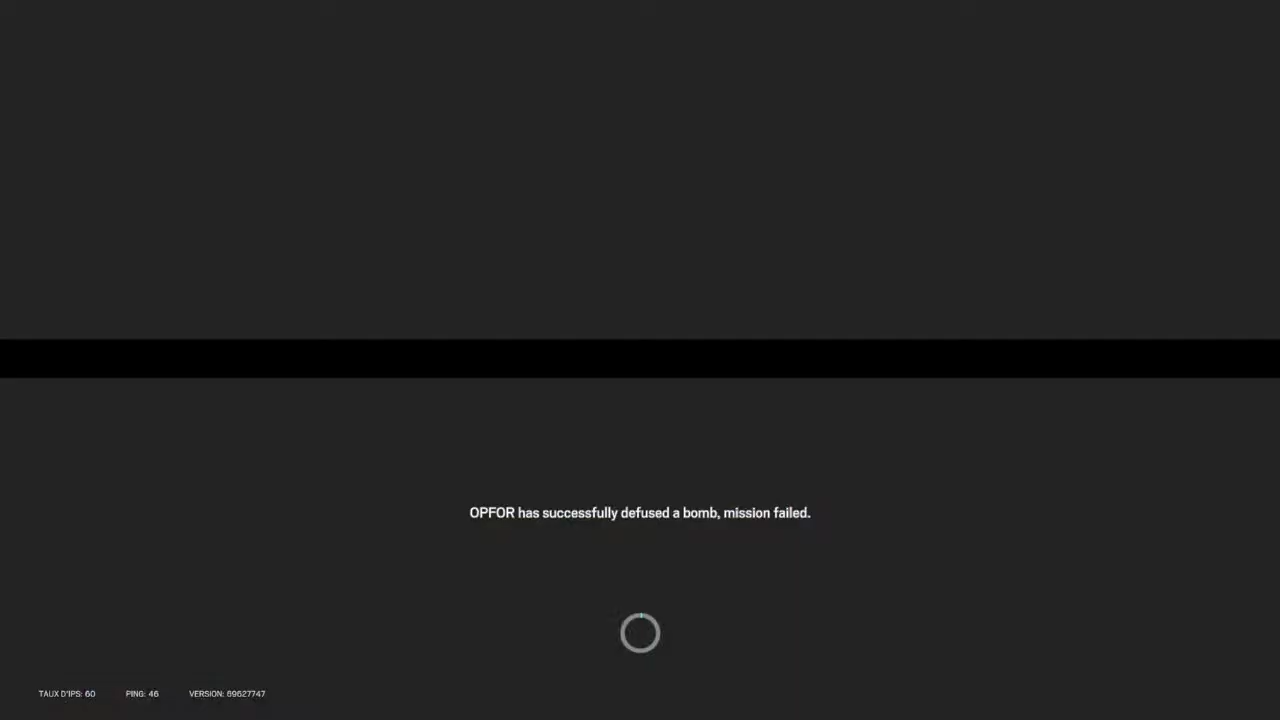 OPFOR has successfully defused a bomb, mission failed.
TAUX D'IPS: 60 PING: 46 VERSION: 69627747